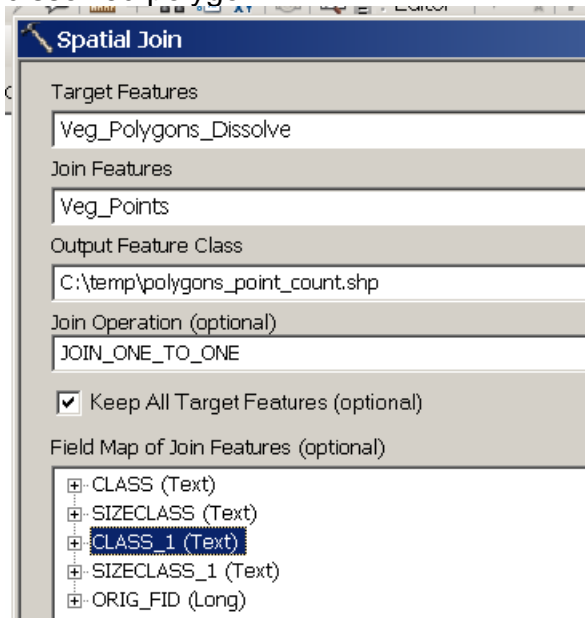 Spatial Join
Target Features
Veg_Polygons_Dissolve
Join Features
Veg_Points
Output Feature Class
C:\temp\polygons_point_count.shp
Join Operation (optional)
JOIN_ONE_TO_ONE
Keep All Target Features (optional)
Field Map of Join Features (optional)
CLASS (Text)
SIZECLASS (Text)
CLASS_1 (Text)
SIZECLASS_1 (Text)
ORIG_FID (Long)